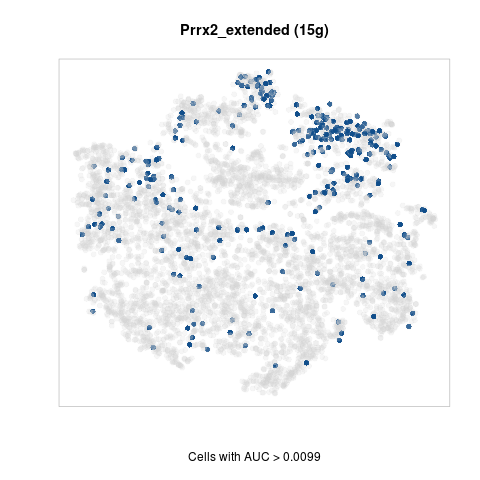 Prrx2_extended (15g)
Cells with AUC > 0.0099